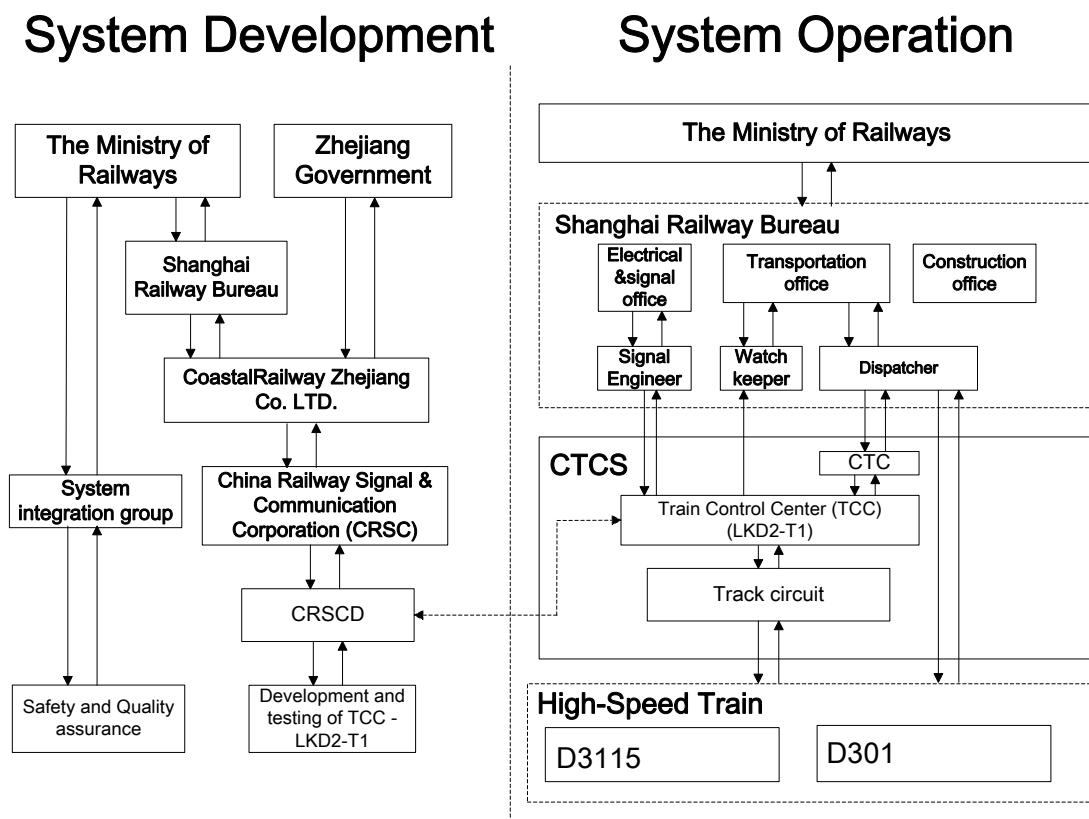 System Development
System Operation
The Ministry of
Railways
Zhejiang
Government
Shanghai
Railway Bureau
CoastalRailway Zhejiang
Co. LTD.
System
integration group
China Railway Signal &
Communication
Corporation (CRSC)
CRSCD
Safety and Quality
assurance
Development and
testing of TCC -
LKD2-T1
The Ministry of Railways
Shanghai Railway Bureau
Electrical
&signal
office
Transportation
office
Construction
office
Signal
Engineer
Watch
keeper
Dispatcher
CTCS
CTC
Train Control Center (TCC)
(LKD2-T1)
Track circuit
High-Speed Train
D3115
D301